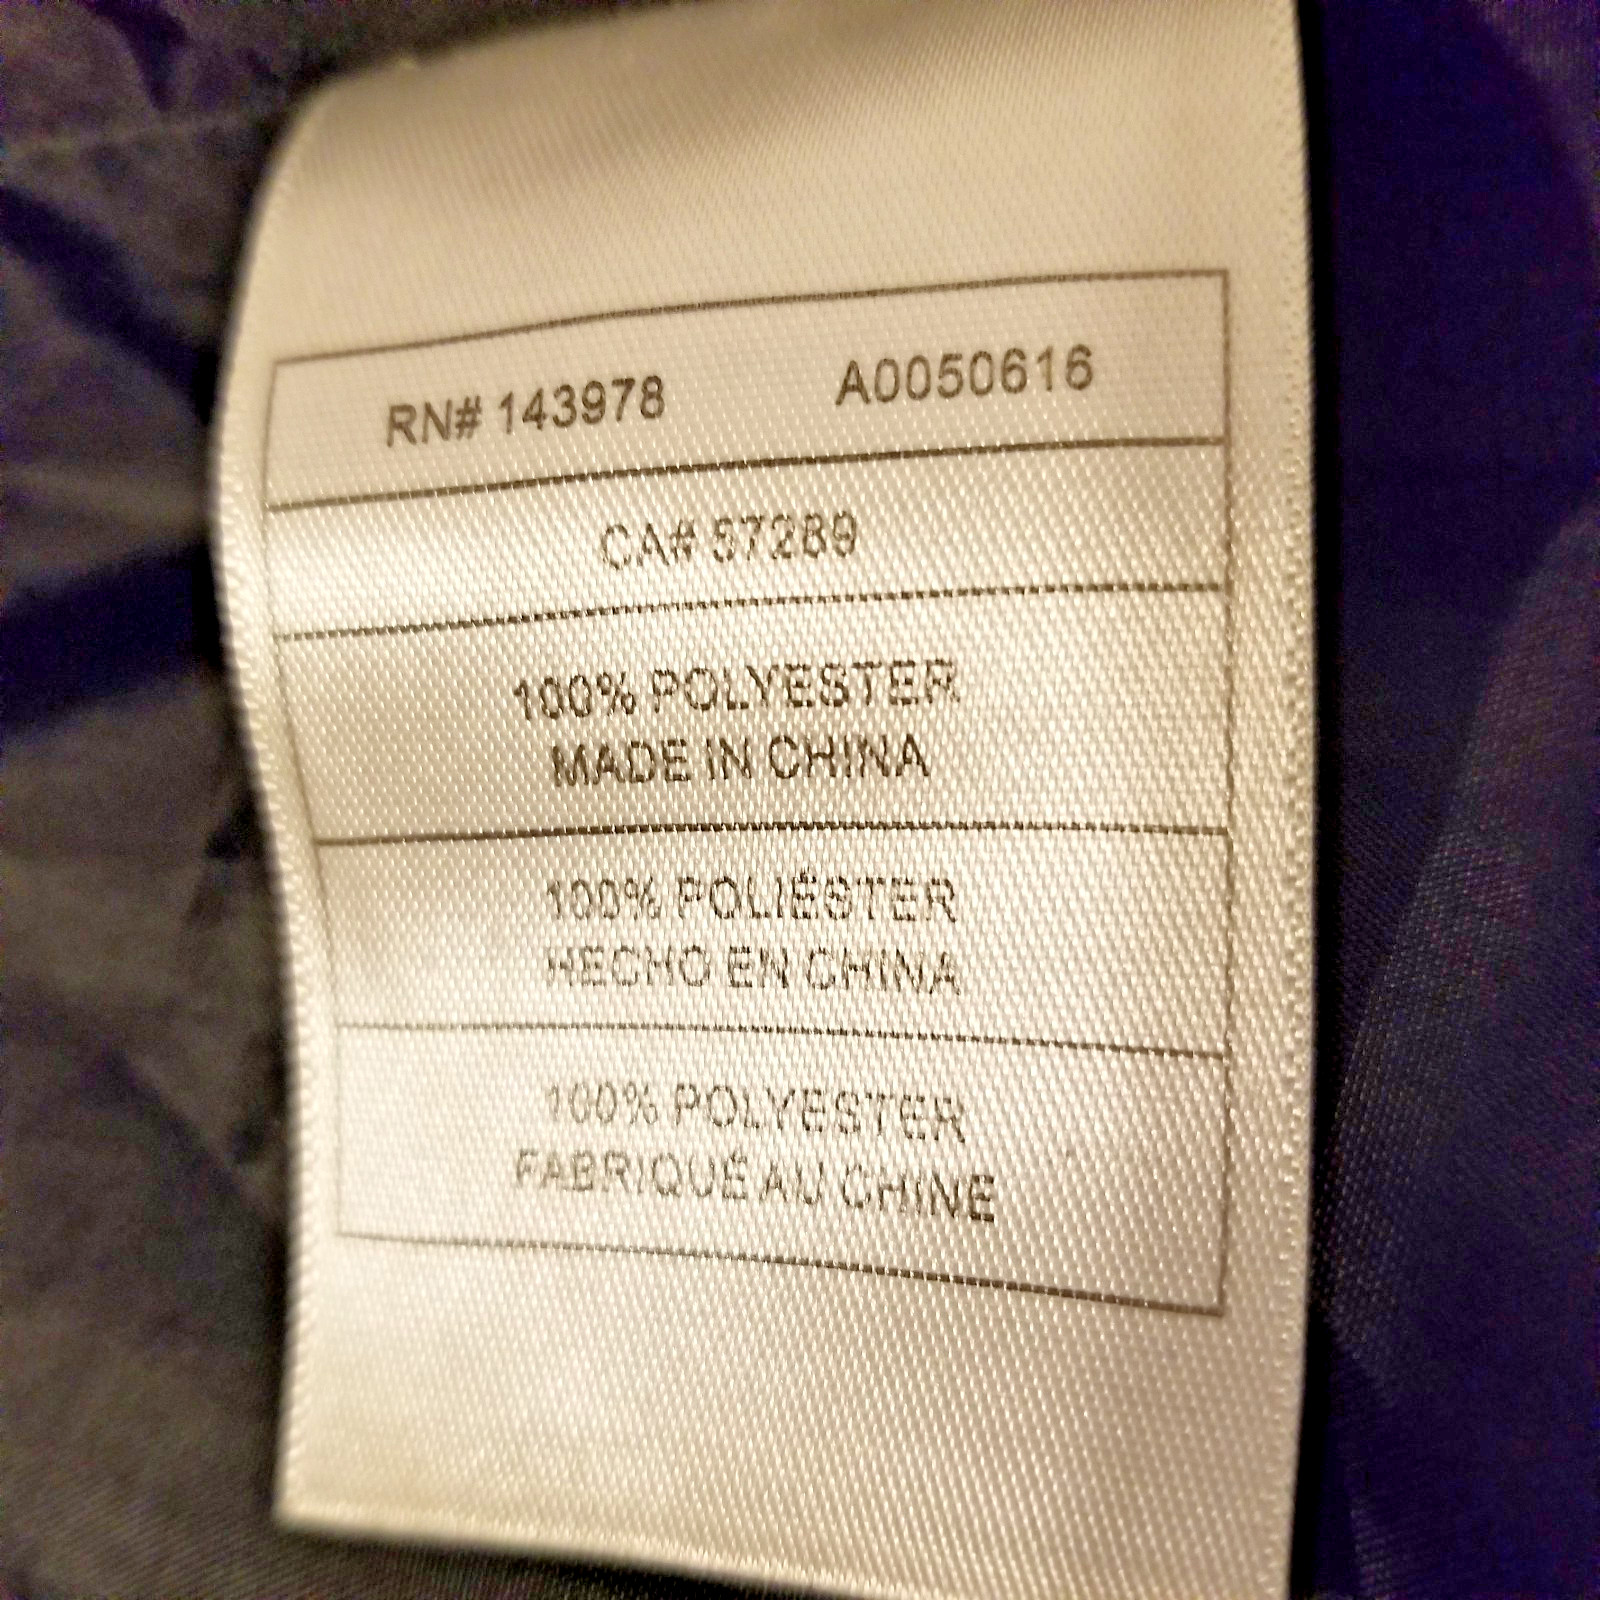 RN# 143978 A0050616
CA# 57289
100% POLYESTER
MADE IN CHINA
100% POLIÉSTER
HECHO EN CHINA
100% POLYESTER
FABRIQUÉ AU CHINE